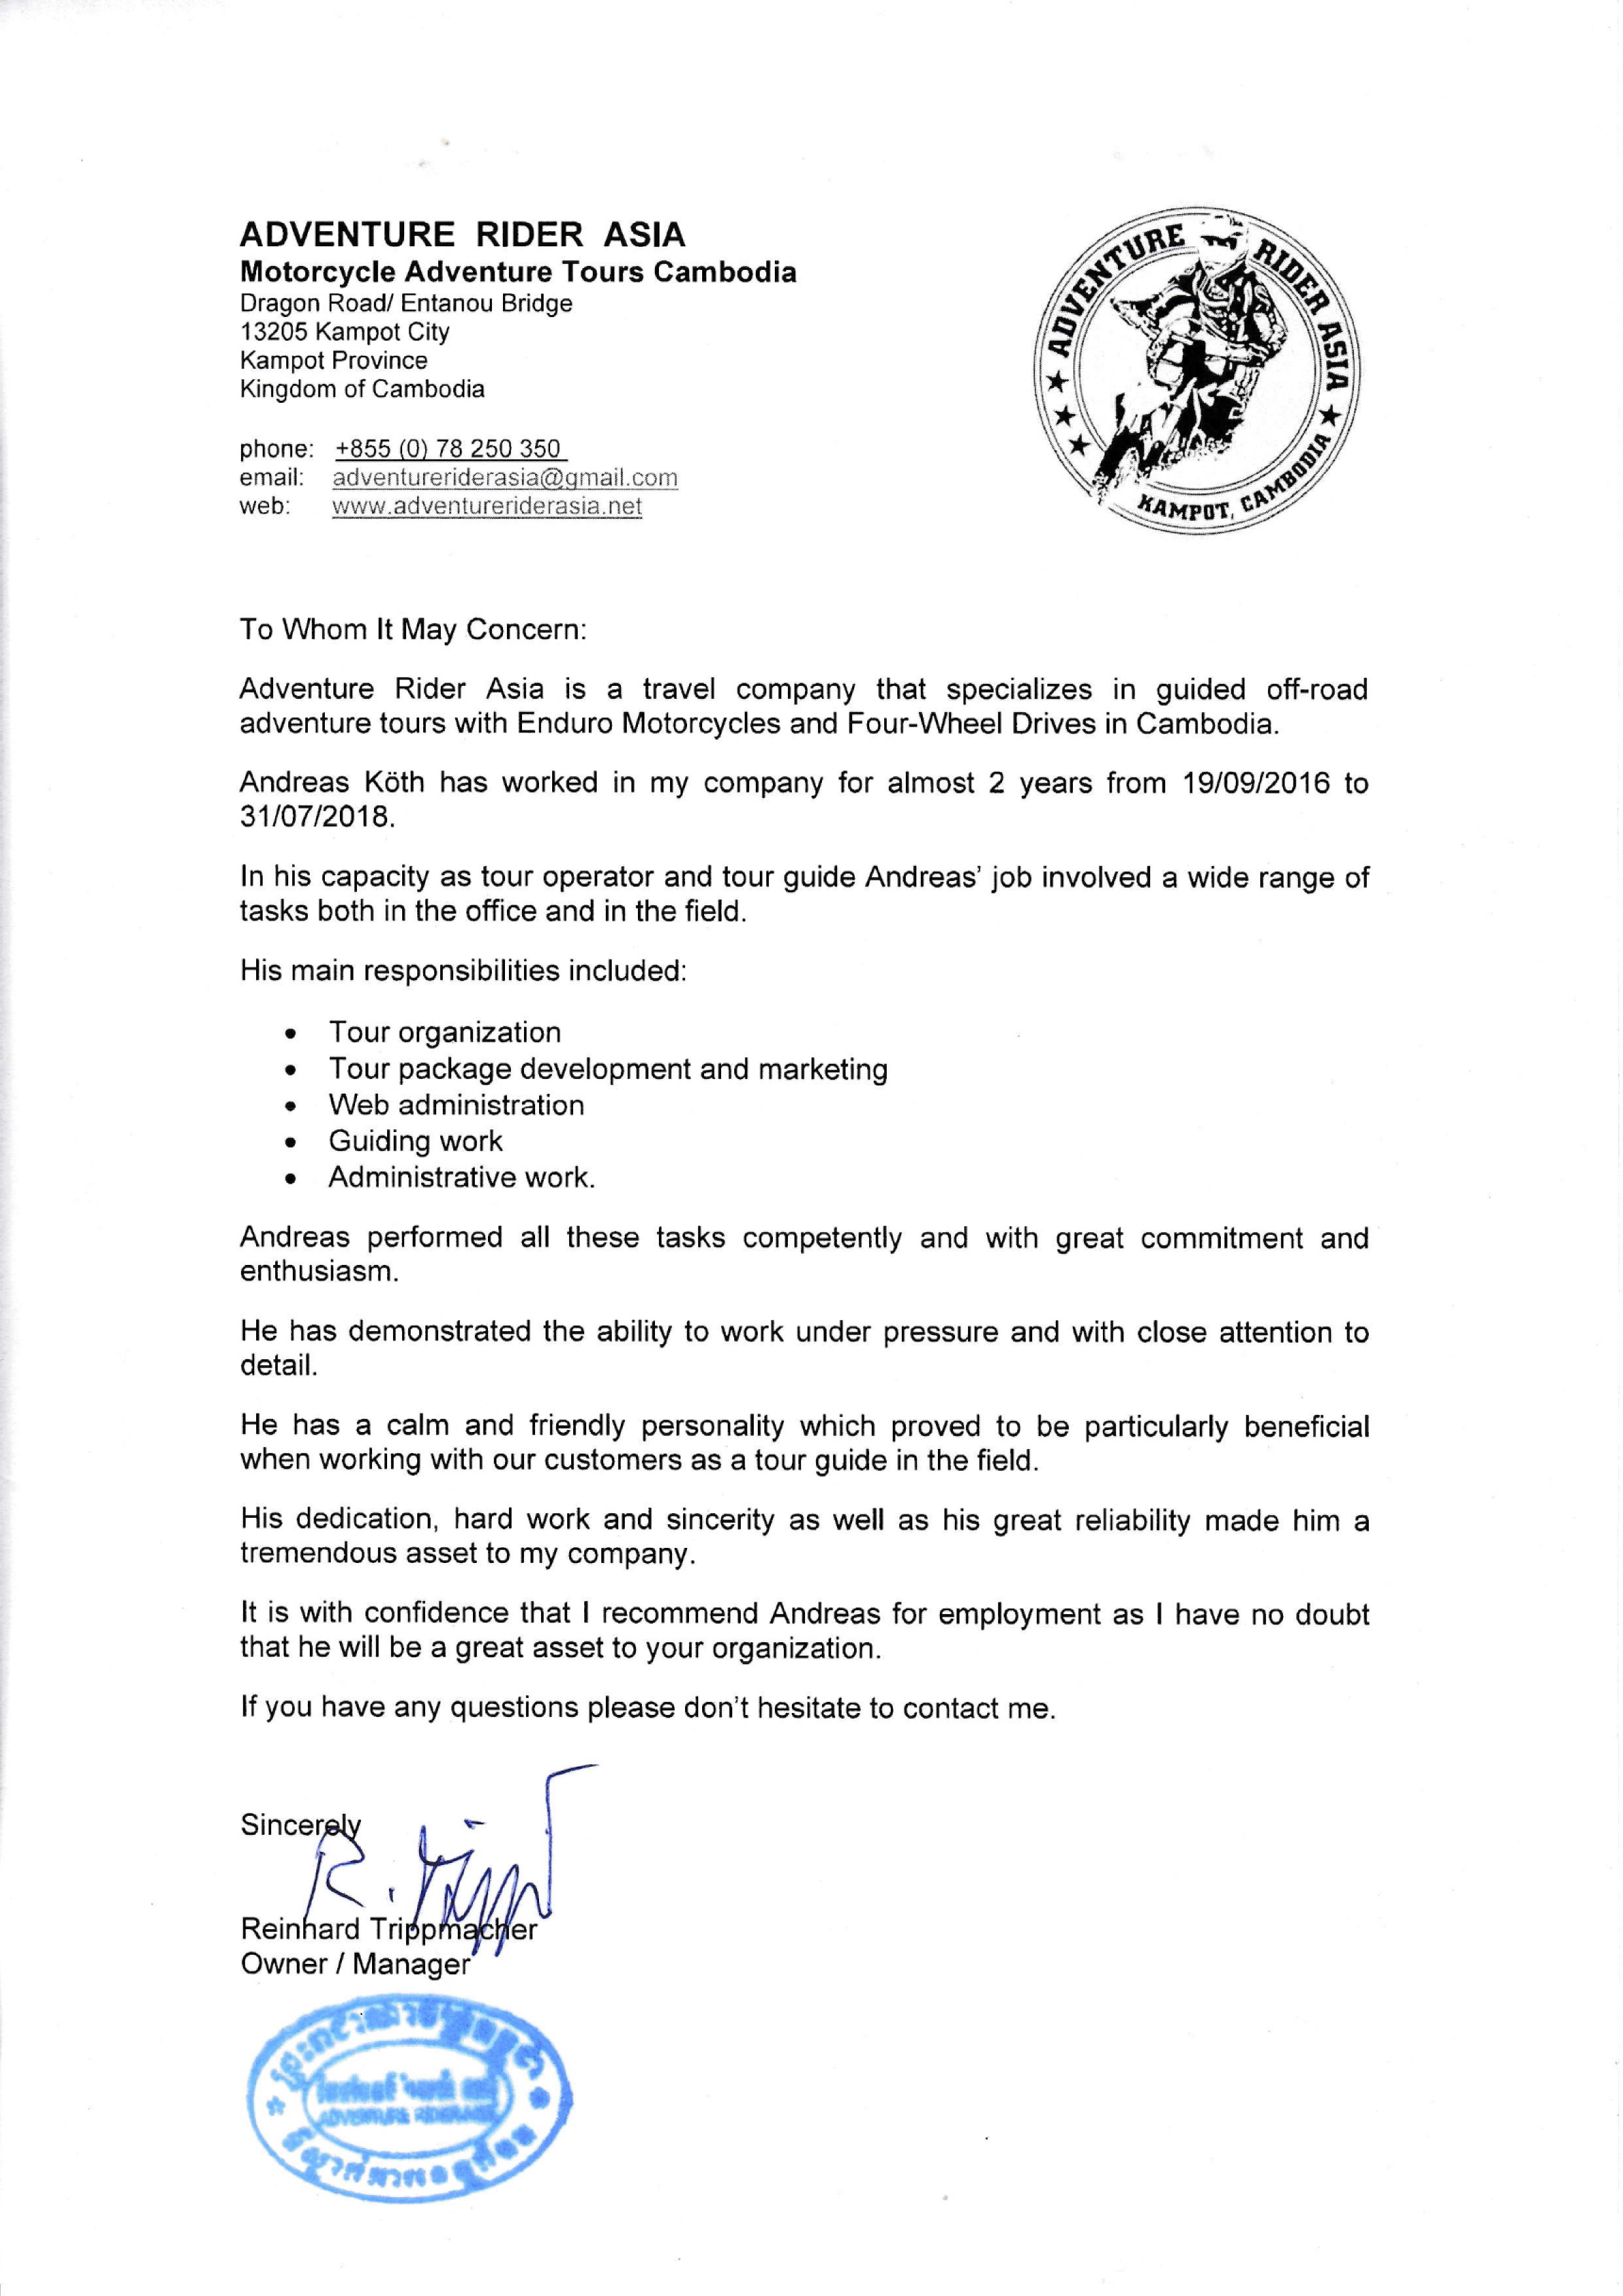 ADVENTURE RIDER ASIA
Motorcycle Adventure Tours Cambodia
Dragon Road/ Entanou Bridge
13205 Kampot City
Kampot Province
Kingdom of Cambodia
phone: +855 (0) 78 250 350
email: adventureriderasia@gmail.com
web: www.adventureriderasia.net
ADVENTURE RIDER ASIA
KAMPOT, CAMBODIA
To Whom It May Concern:
Adventure Rider Asia is a travel company that specializes in guided off-road
adventure tours with Enduro Motorcycles and Four-Wheel Drives in Cambodia.
Andreas Köth has worked in my company for almost 2 years from 19/09/2016 to
31/07/2018.
In his capacity as tour operator and tour guide Andreas' job involved a wide range of
tasks both in the office and in the field.
His main responsibilities included:
• Tour organization
• Tour package development and marketing
• Web administration
• Guiding work
• Administrative work.
Andreas performed all these tasks competently and with great commitment and
enthusiasm.
He has demonstrated the ability to work under pressure and with close attention to
detail.
He has a calm and friendly personality which proved to be particularly beneficial
when working with our customers as a tour guide in the field.
His dedication, hard work and sincerity as well as his great reliability made him a
tremendous asset to my company.
It is with confidence that I recommend Andreas for employment as I have no doubt
that he will be a great asset to your organization.
If you have any questions please don't hesitate to contact me.
Sincerely
Reinhard Trippmacher
Owner / Manager
ADVENTURE RIDER